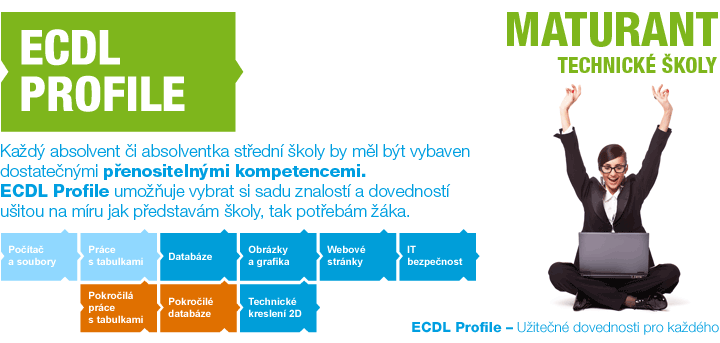 ECDL
PROFILE
MATURANT
TECHNICKÉ ŠKOLY
Každý absolvent či absolventka střední školy by měl být vybaven
dostatečnými přenositelnými kompetencemi.
ECDL Profile umožňuje vybrat si sadu znalostí a dovedností
ušitou na míru jak představám školy, tak potřebám žáka.
Počítač
a soubory
Práce
s tabulkami
Databáze
Obrázky
a grafika
Webové
stránky
IT
bezpečnost
Pokročilá
práce
s tabulkami
Pokročilé
databáze
Technické
kreslení 2D
ECDL Profile – Užitečné dovednosti pro každého